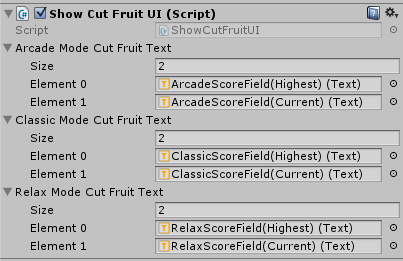 Show Cut Fruit UI (Script)
Script ShowCutFruitUI
Arcade Mode Cut Fruit Text
Size 2
Element 0 ArcadeScoreField(Highest) (Text)
Element 1 ArcadeScoreField(Current) (Text)
Classic Mode Cut Fruit Text
Size 2
Element 0 ClassicScoreField(Highest) (Text)
Element 1 ClassicScoreField(Current) (Text)
Relax Mode Cut Fruit Text
Size 2
Element 0 RelaxScoreField(Highest) (Text)
Element 1 RelaxScoreField(Current) (Text)